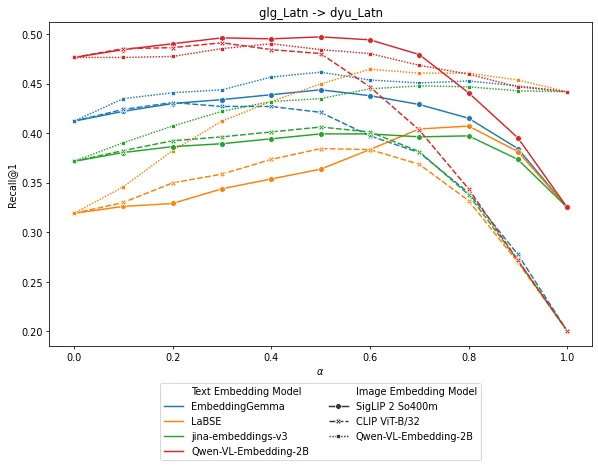 glg_Latn -> dyu_Latn
0.50
0.45
0.40
0.35
0.30
0.25
0.20
Recall@1
0.0 0.2 0.4 0.6 0.8 1.0
α
Text Embedding Model
EmbeddingGemma
LaBSE
jina-embeddings-v3
Qwen-VL-Embedding-2B
Image Embedding Model
SigLIP 2 So400m
CLIP ViT-B/32
Qwen-VL-Embedding-2B